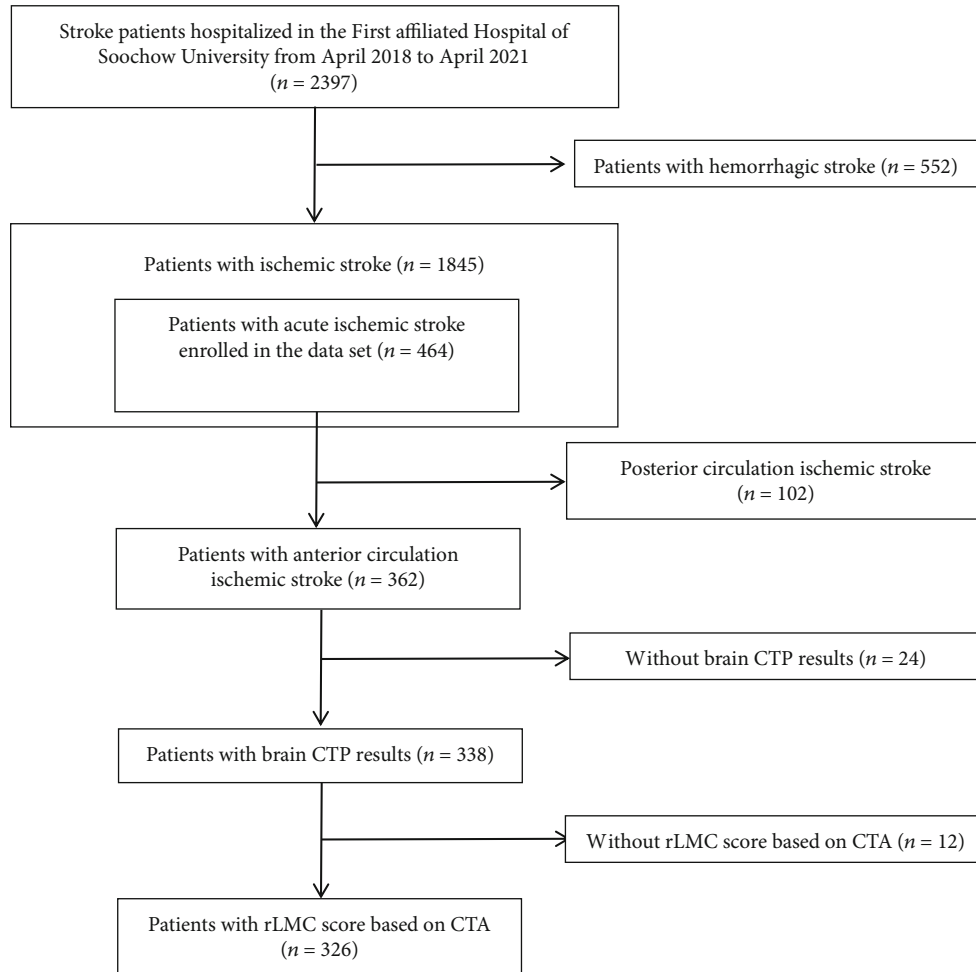 Stroke patients hospitalized in the First affiliated Hospital of
Soochow University from April 2018 to April 2021
(n = 2397)
Patients with hemorrhagic stroke (n = 552)
Patients with ischemic stroke (n = 1845)
Patients with acute ischemic stroke
enrolled in the data set (n = 464)
Posterior circulation ischemic stroke
(n = 102)
Patients with anterior circulation
ischemic stroke (n = 362)
Without brain CTP results (n = 24)
Patients with brain CTP results (n = 338)
Without rLMC score based on CTA (n = 12)
Patients with rLMC score based on CTA
(n = 326)